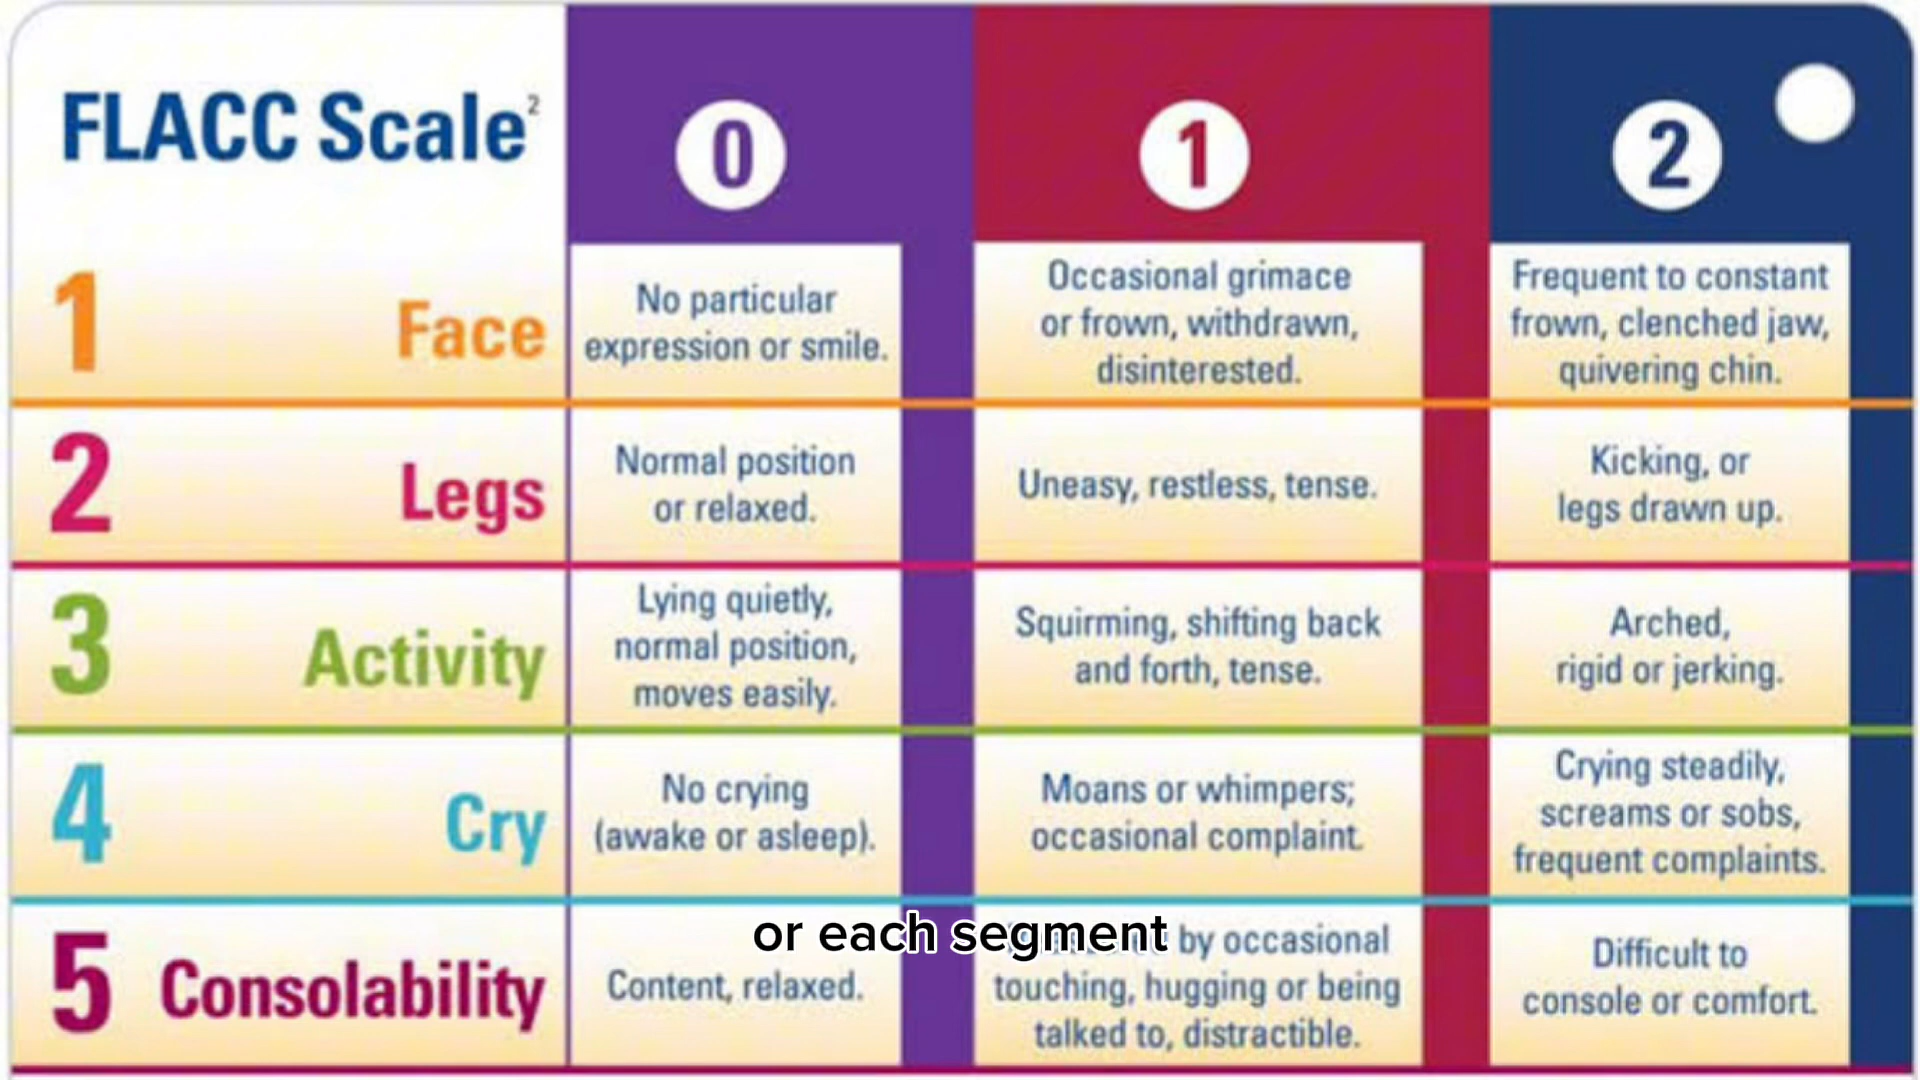 FLACC Scale2
0
1
2
1
Face
No particular
expression or smile.
Occasional grimace
or frown, withdrawn,
disinterested.
Frequent to constant
frown, clenched jaw,
quivering chin.
2
Legs
Normal position
or relaxed.
Uneasy, restless, tense.
Kicking, or
legs drawn up.
3
Activity
Lying quietly,
normal position,
moves easily.
Squirming, shifting back
and forth, tense.
Arched,
rigid or jerking.
4
Cry
No crying
(awake or asleep).
Moans or whimpers;
occasional complaint.
Crying steadily,
screams or sobs,
frequent complaints.
5
Consolability
Content, relaxed.
by occasional
touching, hugging or being
talked to, distractible.
Difficult to
console or comfort.
or each segment